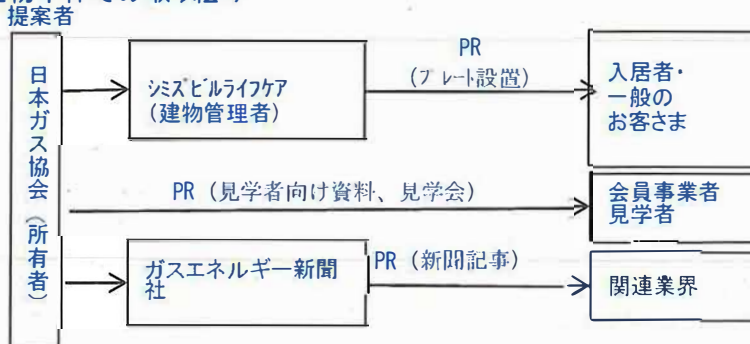 提案者
日本ガス協会（所有者）
シミズビルライフケア
（建物管理者）
PR
（プレート設置）
入居者・
一般の
お客さま
PR（見学者向け資料、見学会）
会員事業者
見学者
ガスエネルギー新聞
社
PR（新聞記事）
関連業界